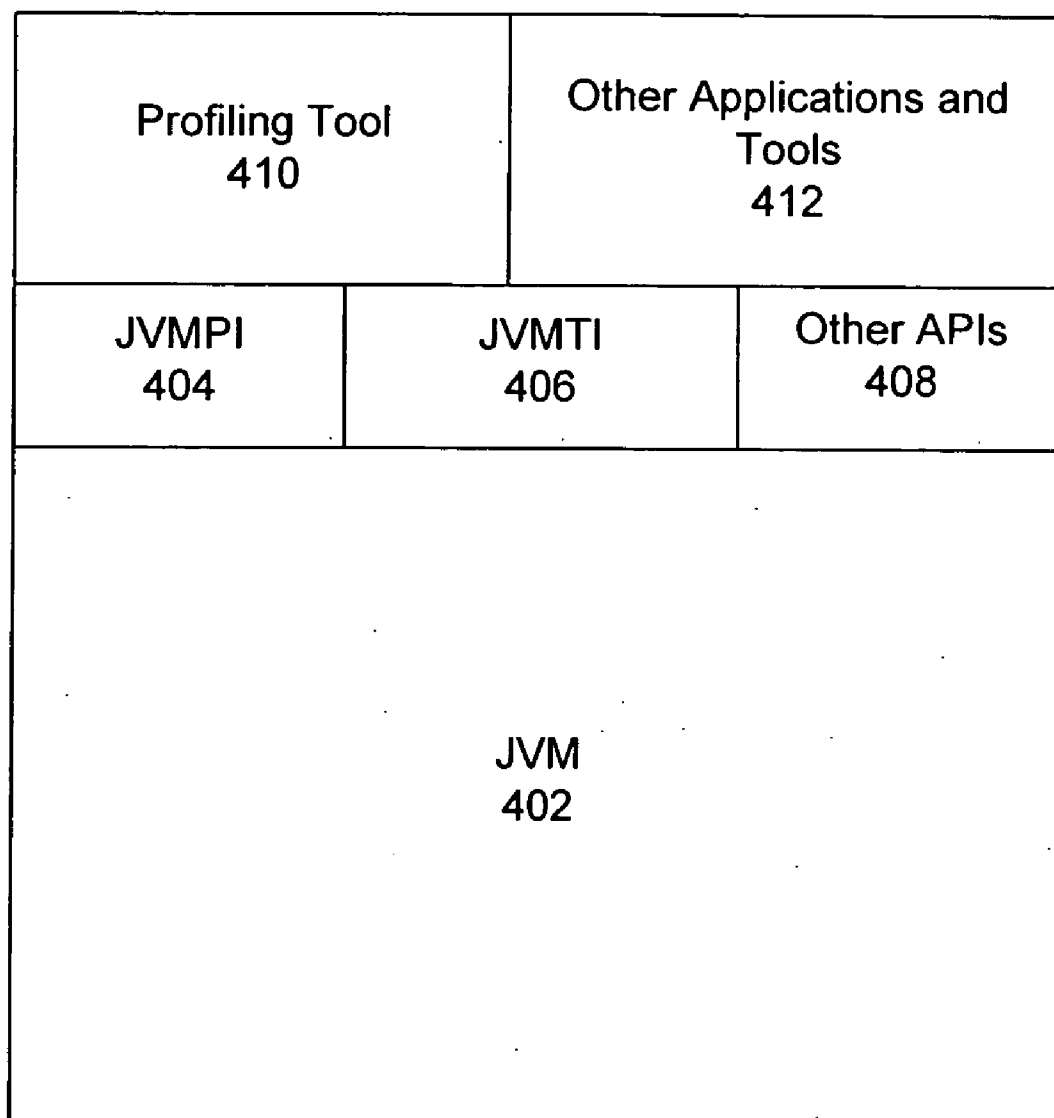 Profiling Tool
410
Other Applications and
Tools
412
JVMPI
404
JVMTI
406
Other APIs
408
JVM
402